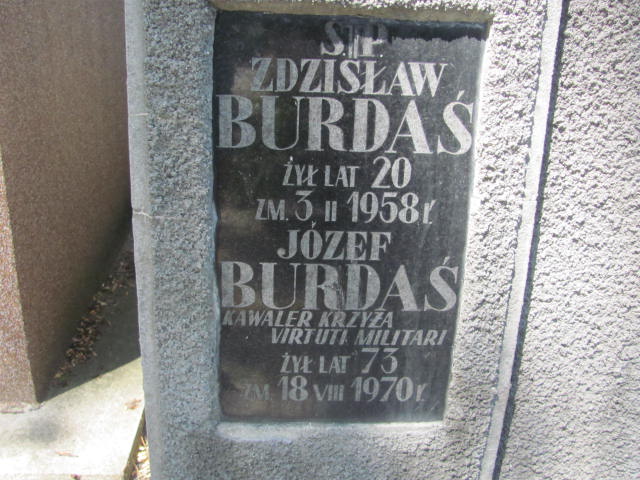 Ś.†P.
ZDZISŁAW
BURDAŚ
ŻYŁ LAT 20
ZM. 3 II 1958 r.
JÓZEF
BURDAŚ
KAWALER KRZYŻA
VIRTUTI MILITARI
ŻYŁ LAT 73
ZM. 18 VIII 1970 r.